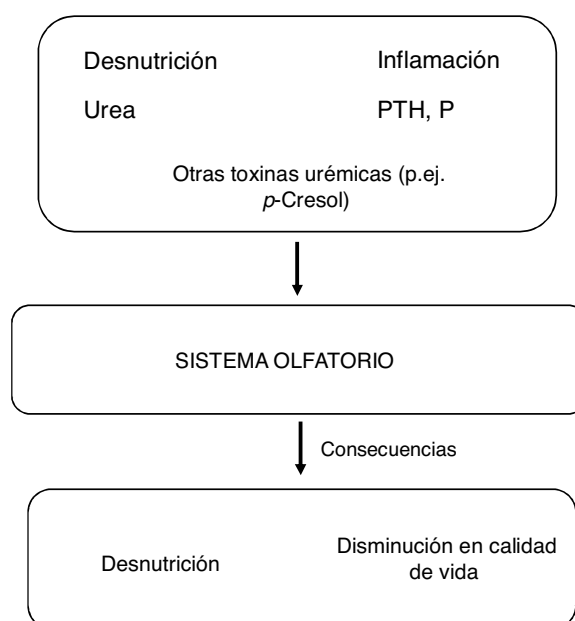 Desnutrición Inflamación
Urea PTH, P
Otras toxinas urémicas (p.ej.
p-Cresol)
SISTEMA OLFATORIO
Consecuencias
Desnutrición
Disminución en calidad
de vida